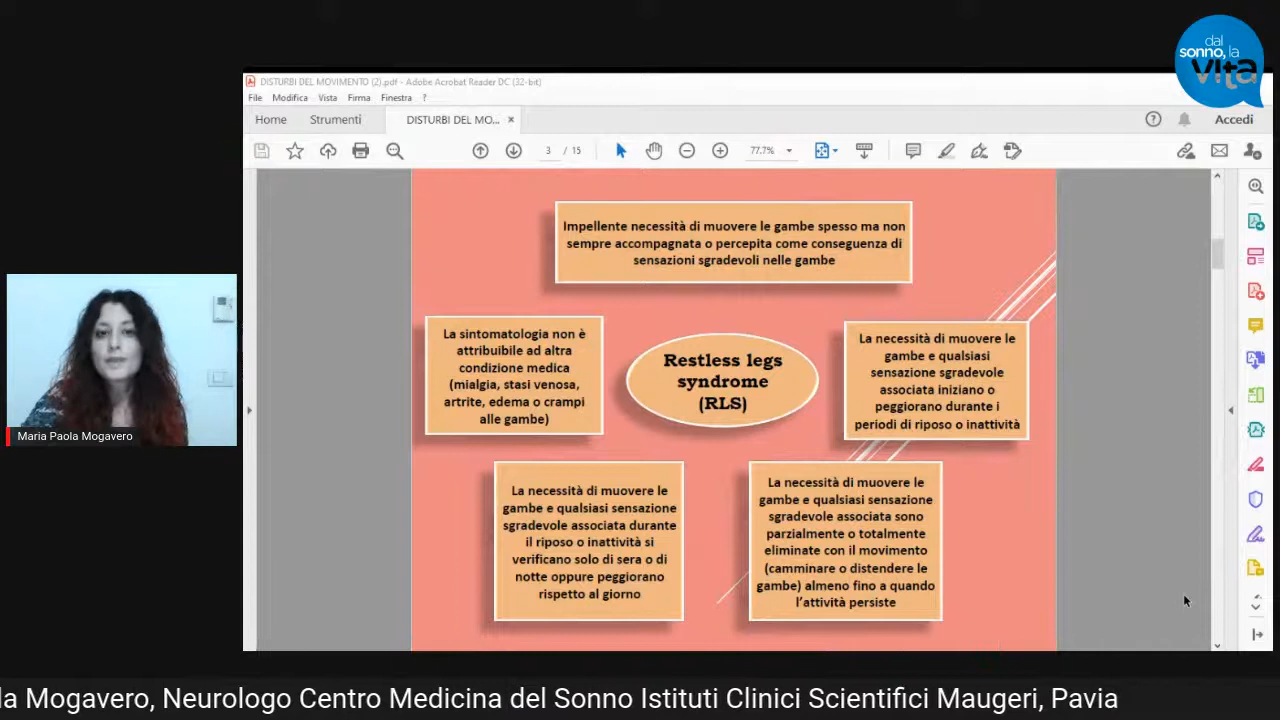 dal
sonno, la
vita
DISTURBI DEL MOVIMENTO (2).pdf - Adobe Acrobat Reader DC (32-bit)
File Modifica Vista Firma Finestra ?
Home Strumenti DISTURBI DEL MO... × Accedi
3 / 15 77.7%
Impellente necessità di muovere le gambe spesso ma non
sempre accompagnata o percepita come conseguenza di
sensazioni sgradevoli nelle gambe
La sintomatologia non è
attribuibile ad altra
condizione medica
(mialgia, stasi venosa,
artrite, edema o crampi
alle gambe)
Restless legs
syndrome
(RLS)
La necessità di muovere le
gambe e qualsiasi
sensazione sgradevole
associata iniziano o
peggiorano durante i
periodi di riposo o inattività
La necessità di muovere le
gambe e qualsiasi sensazione
sgradevole associata durante
il riposo o inattività si
verificano solo di sera o di
notte oppure peggiorano
rispetto al giorno
La necessità di muovere le
gambe e qualsiasi sensazione
sgradevole associata sono
parzialmente o totalmente
eliminate con il movimento
(camminare o distendere le
gambe) almeno fino a quando
l'attività persiste
Maria Paola Mogavero
la Mogavero, Neurologo Centro Medicina del Sonno Istituti Clinici Scientifici Maugeri, Pavia